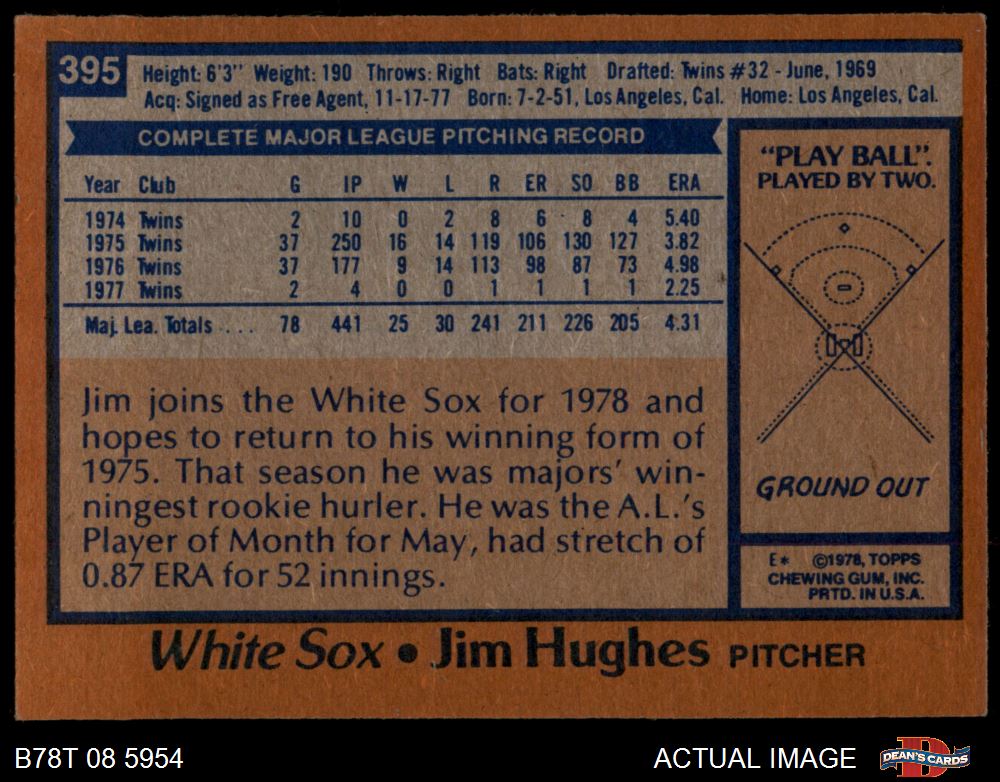 395
Height: 6'3" Weight: 190 Throws: Right Bats: Right Drafted: Twins #32 - June, 1969
Acq: Signed as Free Agent, 11-17-77 Born: 7-2-51, Los Angeles, Cal. Home: Los Angeles, Cal.
COMPLETE MAJOR LEAGUE PITCHING RECORD
Year Club G IP W L R ER SO BB ERA
1974 Twins 2 10 0 2 8 6 8 4 5.40
1975 Twins 37 250 16 14 119 106 130 127 3.82
1976 Twins 37 177 9 14 113 98 87 73 4.98
1977 Twins 2 4 0 0 1 1 1 1 2.25
Maj. Lea. Totals . . . 78 441 25 30 241 211 226 205 4.31
Jim joins the White Sox for 1978 and
hopes to return to his winning form of
1975. That season he was majors' win-
ningest rookie hurler. He was the A.L.'s
Player of Month for May, had stretch of
0.87 ERA for 52 innings.
"PLAY BALL".
PLAYED BY TWO.
GROUND OUT
E* ©1978, TOPPS
CHEWING GUM, INC.
PRTD. IN U.S.A.
White Sox • Jim Hughes PITCHER
B78T 08 5954
ACTUAL IMAGE
D
DEAN'S CARDS